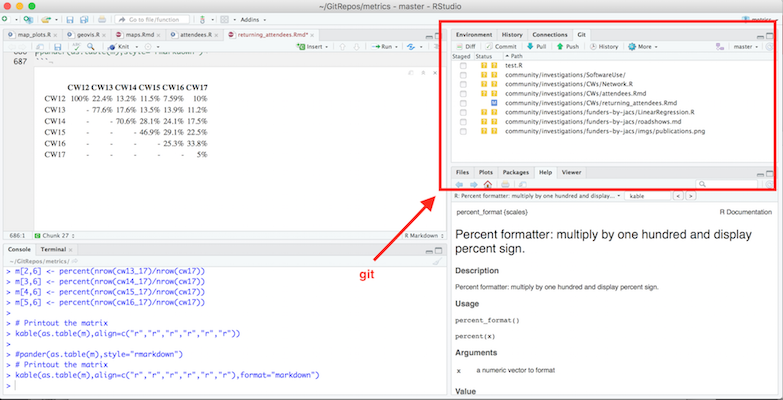 ~/GitRepos/metrics - master - RStudio
Go to file/function
Addins
metrics
map_plots.R
geovis.R
maps.Rmd
attendees.R
returning_attendees.Rmd*
Knit
Insert
Run
686 #pander(as.table(m),style="rmarkdown")
687 ```
CW12 CW13 CW14 CW15 CW16 CW17
CW12 100% 22.4% 13.2% 11.5% 7.59% 10%
CW13 - 77.6% 17.6% 13.5% 13.9% 11.2%
CW14 - - 70.6% 28.1% 24.1% 17.5%
CW15 - - - 46.9% 29.1% 22.5%
CW16 - - - - 25.3% 33.8%
CW17 - - - - - 5%
686:1
Chunk 27
R Markdown
Console
Terminal
~/GitRepos/metrics/
> m[2,6] <- percent(nrow(cw13_17)/nrow(cw17))
> m[3,6] <- percent(nrow(cw14_17)/nrow(cw17))
> m[4,6] <- percent(nrow(cw15_17)/nrow(cw17))
> m[5,6] <- percent(nrow(cw16_17)/nrow(cw17))
>
> # Printout the matrix
> kable(as.table(m),align=c("r","r","r","r","r","r"))
>
> #pander(as.table(m),style="rmarkdown")
> # Printout the matrix
> kable(as.table(m),align=c("r","r","r","r","r","r"),format="markdown")
>
git
Environment
History
Connections
Git
Diff
Commit
Pull
Push
History
More
master
Staged
Status
Path
? ? test.R
? ? community/investigations/SoftwareUse/
? ? community/investigations/CWs/Network.R
? ? community/investigations/CWs/attendees.Rmd
M community/investigations/CWs/returning_attendees.Rmd
? ? community/investigations/funders-by-jacs/LinearRegression.R
? ? community/investigations/funders-by-jacs/roadshows.md
? ? community/investigations/funders-by-jacs/imgs/publications.png
Files
Plots
Packages
Help
Viewer
R: Percent formatter: multiply by one hundred and display...
kable
percent_format {scales}
R Documentation
Percent formatter: multiply by one hundred and display
percent sign.
Description
Percent formatter: multiply by one hundred and display percent sign.
Usage
percent_format()
percent(x)
Arguments
x a numeric vector to format
Value